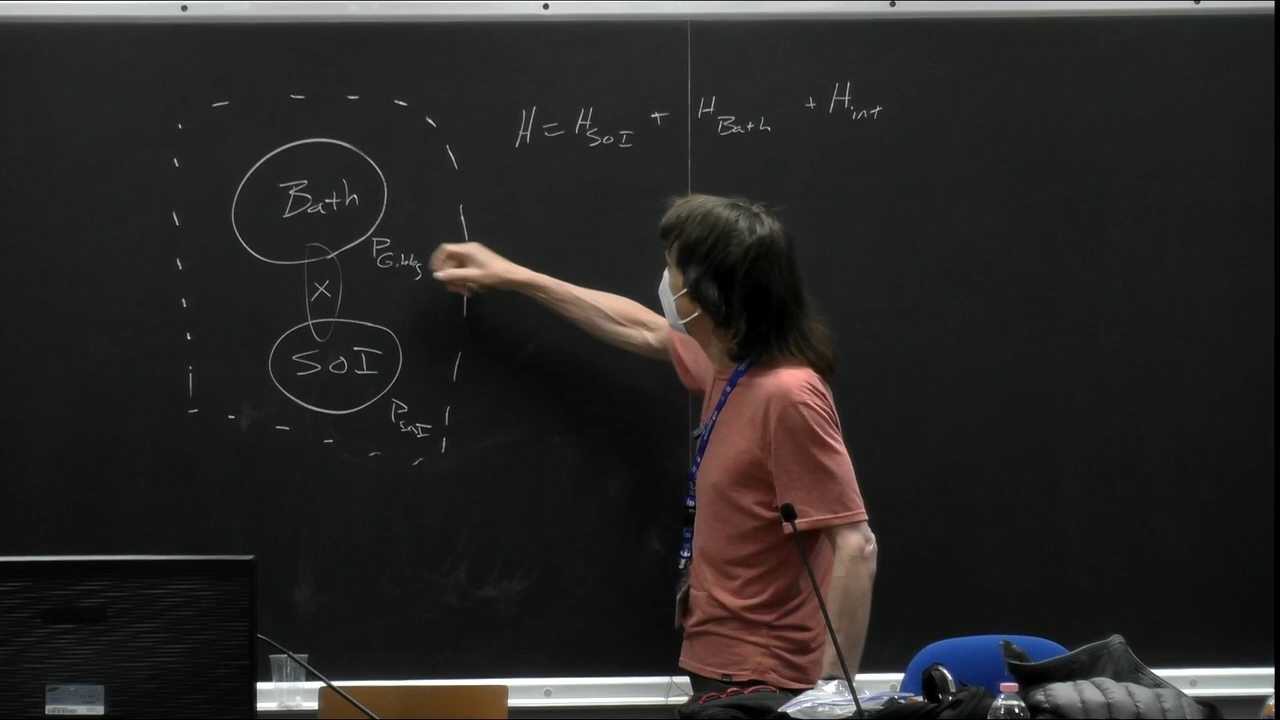 H = H_SoI + H_Bath + H_int
Bath
P_Gibbs
X
SoI
P_SoI